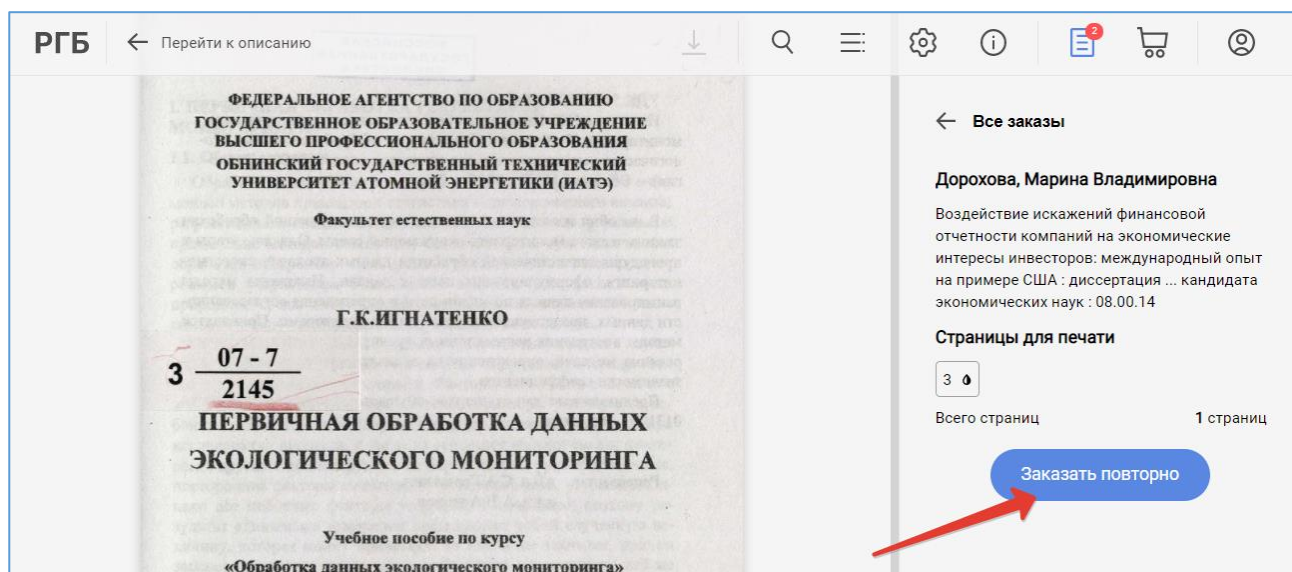 РГБ
Перейти к описанию
2
ФЕДЕРАЛЬНОЕ АГЕНТСТВО ПО ОБРАЗОВАНИЮ
ГОСУДАРСТВЕННОЕ ОБРАЗОВАТЕЛЬНОЕ УЧРЕЖДЕНИЕ
ВЫСШЕГО ПРОФЕССИОНАЛЬНОГО ОБРАЗОВАНИЯ
ОБНИНСКИЙ ГОСУДАРСТВЕННЫЙ ТЕХНИЧЕСКИЙ
УНИВЕРСИТЕТ АТОМНОЙ ЭНЕРГЕТИКИ (ИАТЭ)
Факультет естественных наук
Г.К.ИГНАТЕНКО
3 07 - 7
2145
ПЕРВИЧНАЯ ОБРАБОТКА ДАННЫХ
ЭКОЛОГИЧЕСКОГО МОНИТОРИНГА
Учебное пособие по курсу
«Обработка данных экологического мониторинга»
Все заказы
Дорохова, Марина Владимировна
Воздействие искажений финансовой
отчетности компаний на экономические
интересы инвесторов: международный опыт
на примере США : диссертация ... кандидата
экономических наук : 08.00.14
Страницы для печати
3
Всего страниц 1 страниц
Заказать повторно